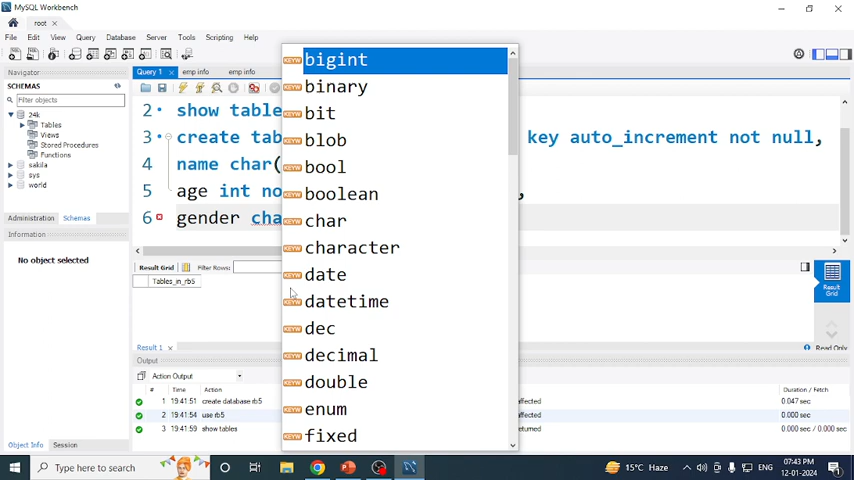 MySQL Workbench
root
File Edit View Query Database Server Tools Scripting Help
Navigator
SCHEMAS
Filter objects
24k
Tables
Views
Stored Procedures
Functions
sakila
sys
world
Administration Schemas
Information
No object selected
Object Info Session
Query 1 emp info emp info
2 show table
3 create tab key auto_increment not null,
4 name char(
5 age int no ,
6 gender cha
bigint
binary
bit
blob
bool
boolean
char
character
date
datetime
dec
decimal
double
enum
fixed
Result Grid Filter Rows:
Tables_in_rb5
Result
Grid
Result 1 Read Only
Output
Action Output
# Time Action Duration / Fetch
1 19:41:51 create database rb5 affected 0.047 sec
2 19:41:54 use rb5 affected 0.000 sec
3 19:41:59 show tables returned 0.000 sec / 0.000 sec
Type here to search
15°C Haze
ENG
07:43 PM
12-01-2024